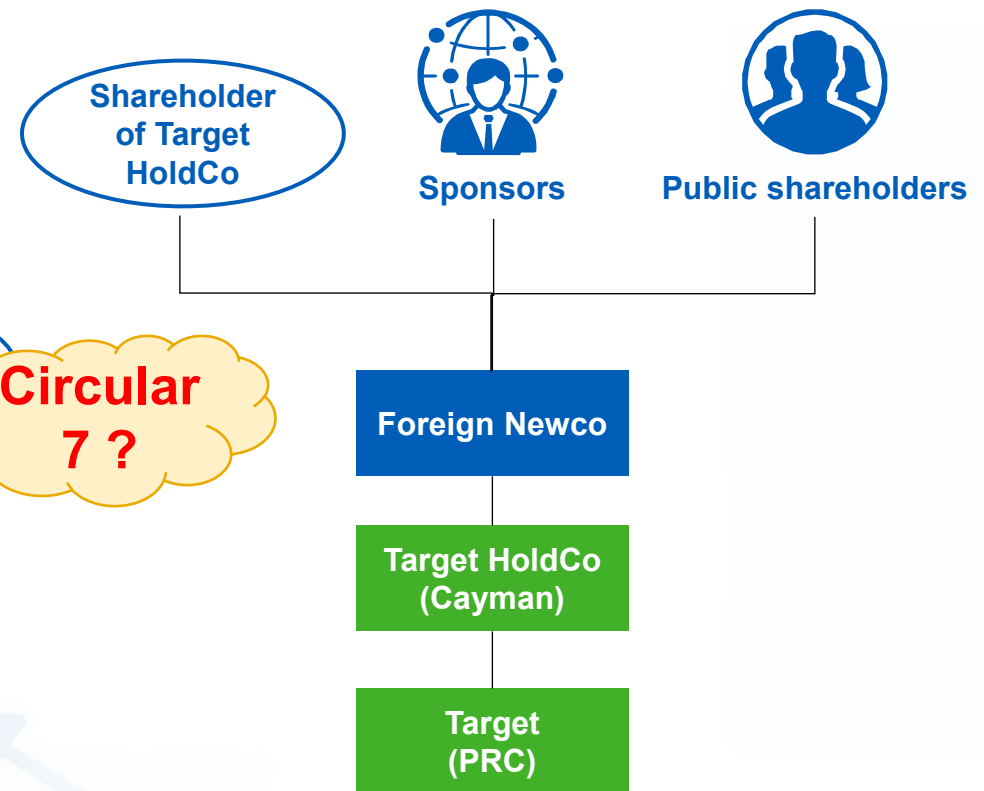 Shareholder
of Target
HoldCo
Sponsors
Public shareholders
Circular
7 ?
Foreign Newco
Target HoldCo
(Cayman)
Target
(PRC)